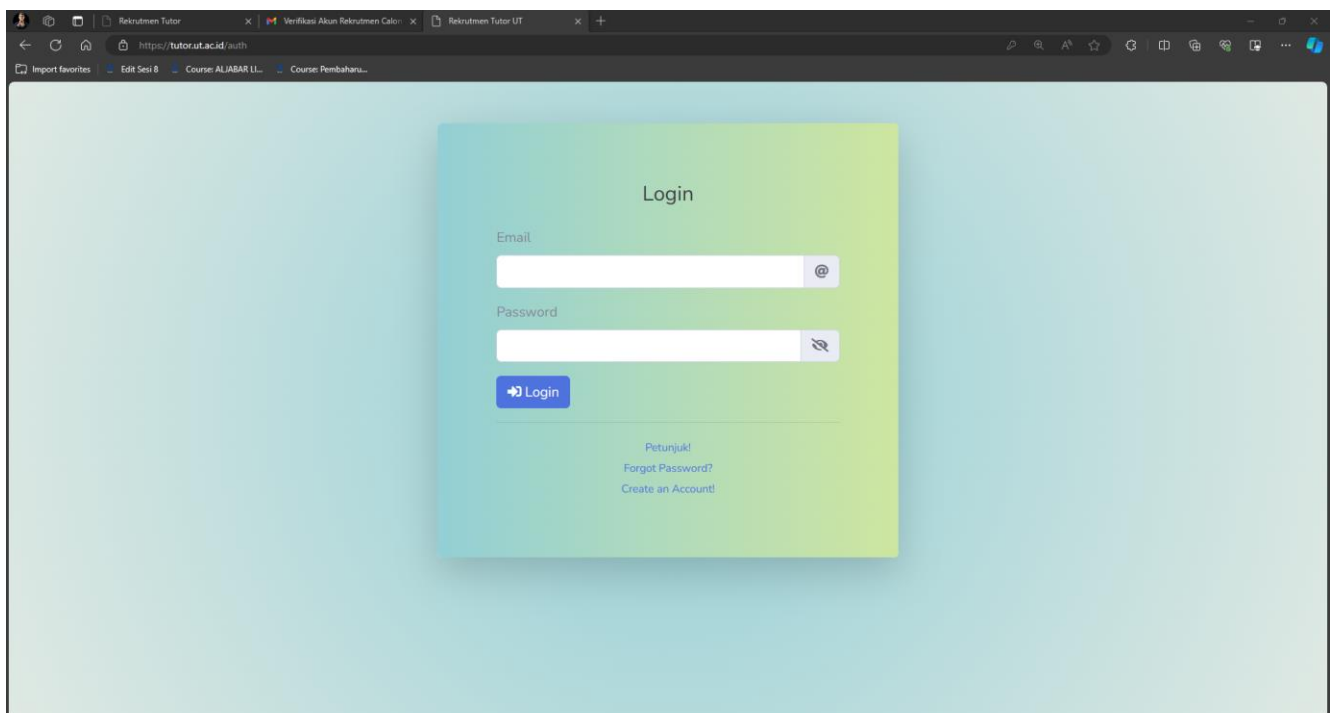 Rekrutmen Tutor
Verifikasi Akun Rekrutmen Calon
Rekrutmen Tutor UT
https://tutor.ut.ac.id/auth
Import favorites
Edit Sesi 8
Course: ALJABAR LI...
Course: Pembaharu...
Login
Email
@
Password
Login
Petunjuk!
Forgot Password?
Create an Account!